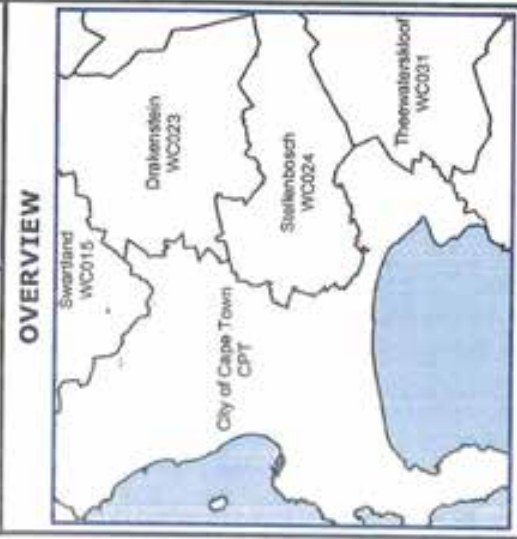 OVERVIEW
Swartland
WC015
Drakenstein
WC023
City of Cape Town
CPT
Stellenbosch
WC024
Theewaterskloof
WC031